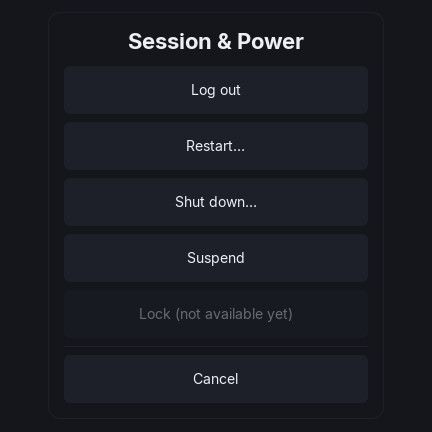 Session & Power
Log out
Restart...
Shut down...
Suspend
Lock (not available yet)
Cancel